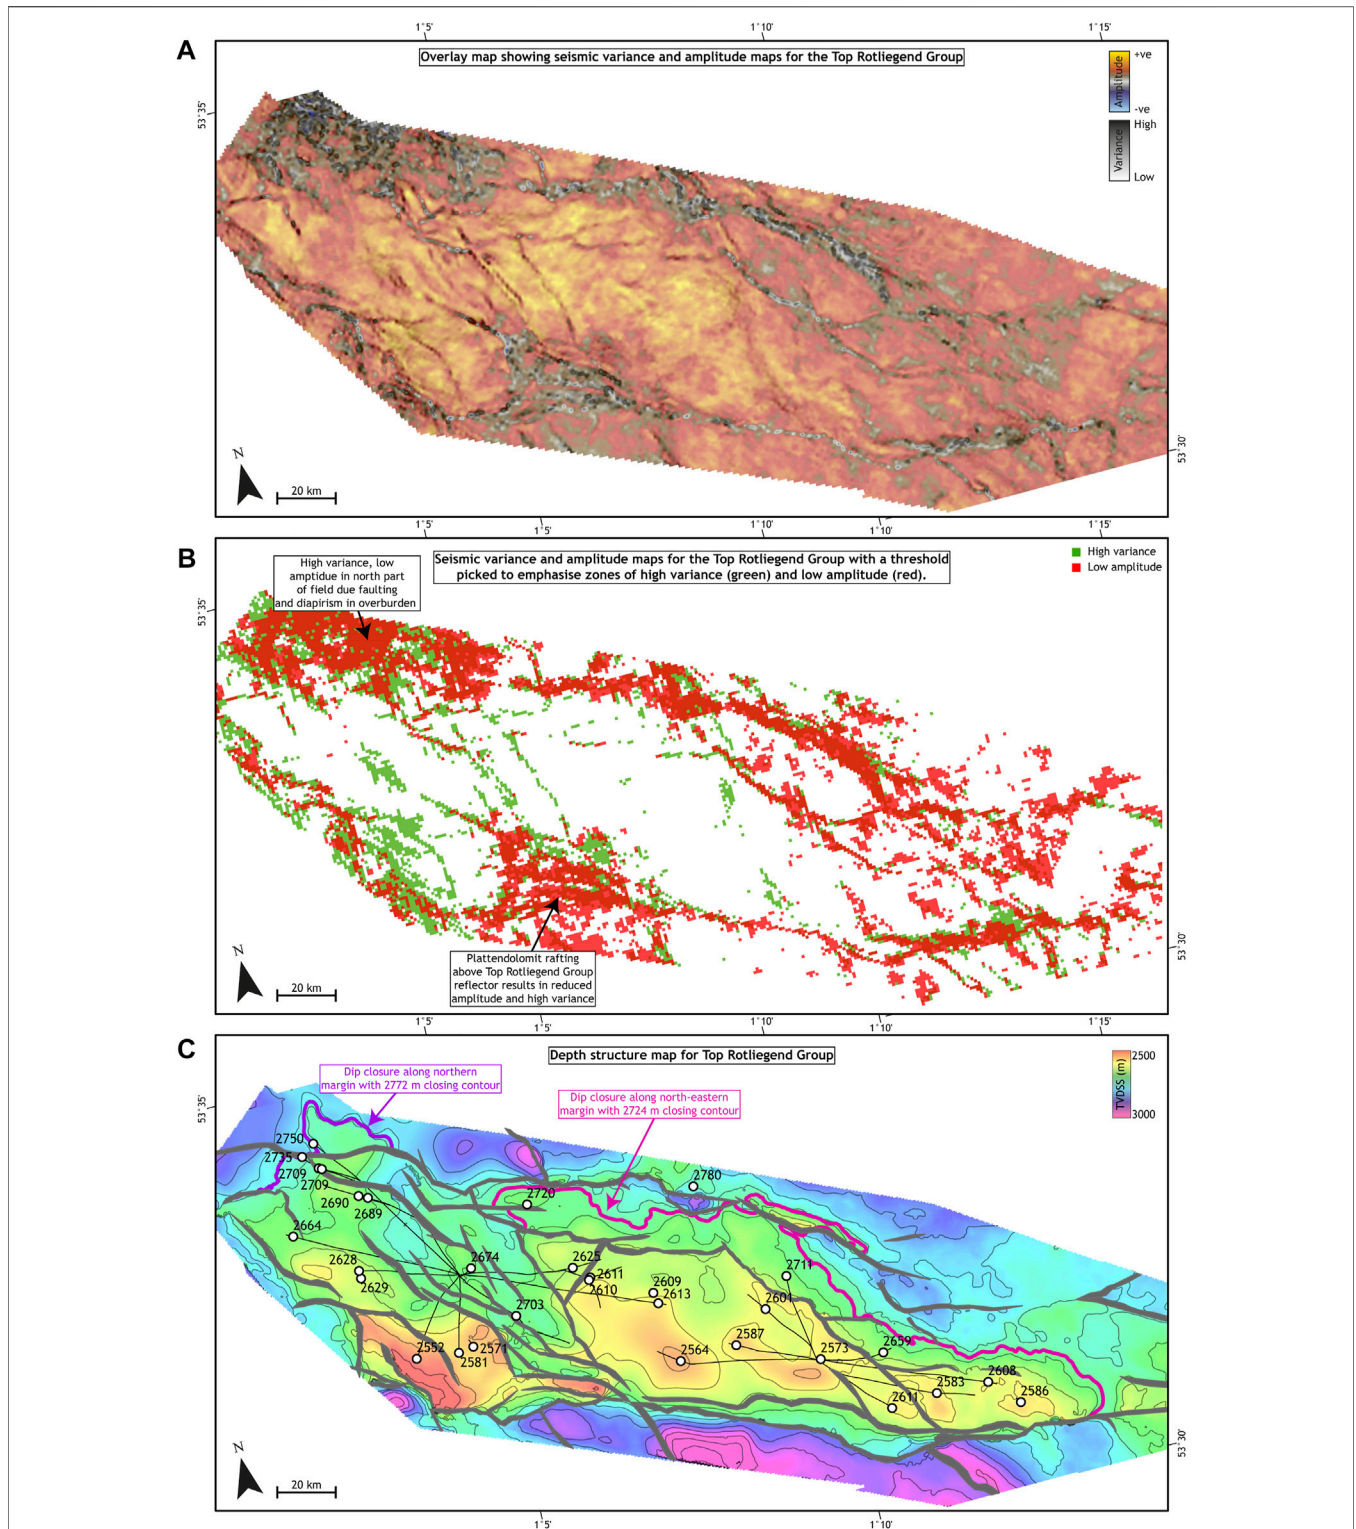 1°5'
1°10'
1°15'
A
Overlay map showing seismic variance and amplitude maps for the Top Rotliegend Group
+ve
Amplitude
-ve
High
Variance
Low
53°35'
53°30'
N
20 km
1°5'
1°5'
1°10'
1°10'
1°15'
B
High variance, low
amptidue in north part
of field due faulting
and diapirism in overburden
Seismic variance and amplitude maps for the Top Rotliegend Group with a threshold
picked to emphasise zones of high variance (green) and low amplitude (red).
High variance
Low amplitude
53°35'
53°30'
Plattendolomit rafting
above Top Rotliegend Group
reflector results in reduced
amplitude and high variance
N
20 km
1°5'
1°5'
1°10'
1°10'
1°15'
C
Depth structure map for Top Rotliegend Group
2500
TVDSS (m)
3000
Dip closure along northern
margin with 2772 m closing contour
Dip closure along north-eastern
margin with 2724 m closing contour
53°35'
53°30'
2750
2735
2709
2709
2690
2689
2720
2780
2664
2628
2629
2674
2625
2611
2610
2609
2613
2711
2601
2703
2552
2581
2571
2564
2587
2573
2659
2608
2583
2611
2586
N
20 km
1°5'
1°10'